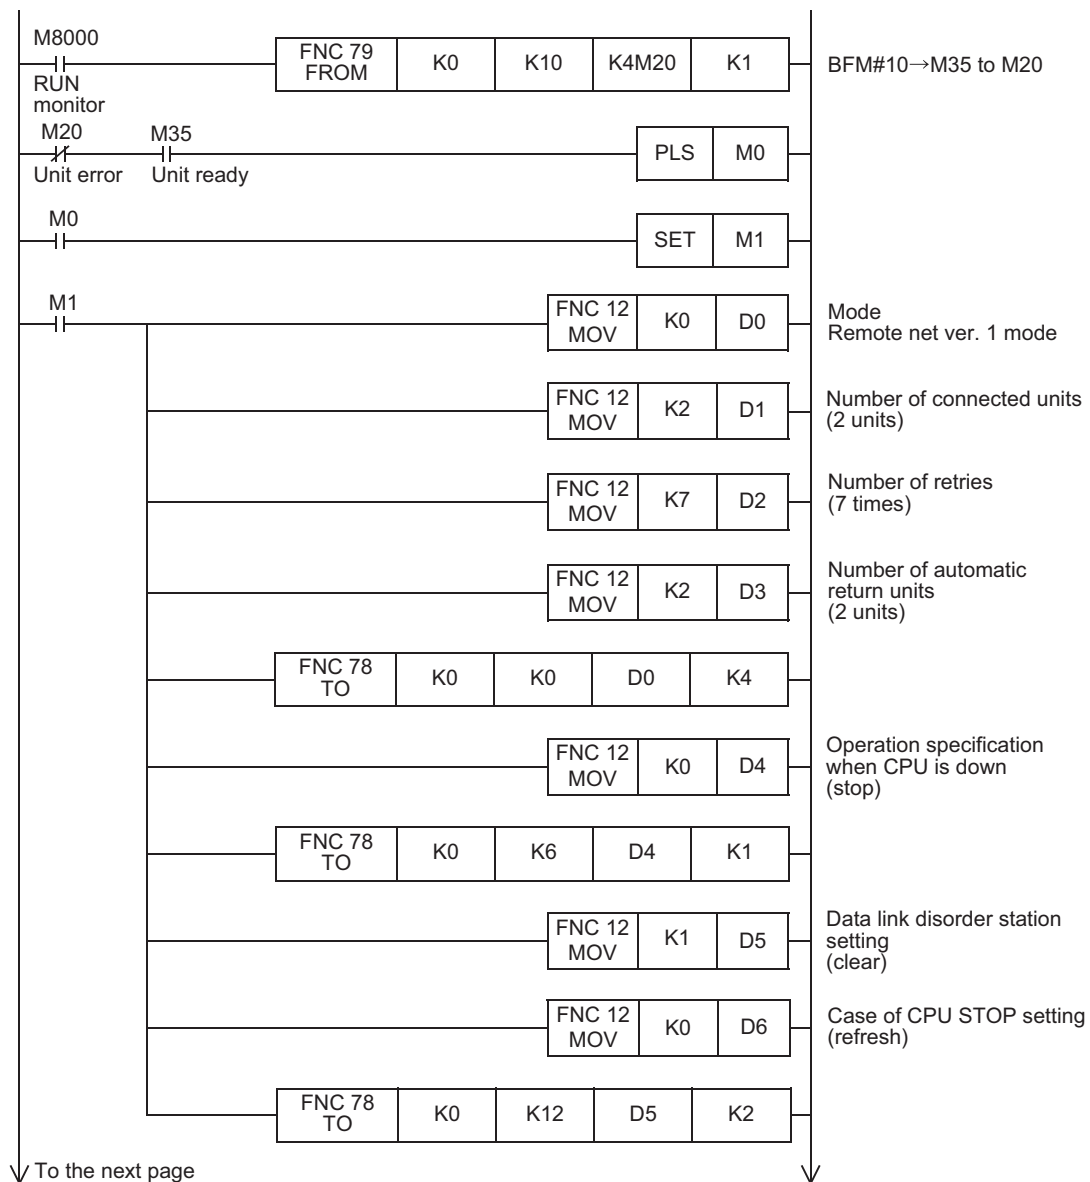 M8000
FNC 79
FROM
K0
K10
K4M20
K1
BFM#10→M35 to M20
RUN
monitor
M20
M35
PLS
M0
Unit error
Unit ready
M0
SET
M1
M1
FNC 12
MOV
K0
D0
Mode
Remote net ver. 1 mode
FNC 12
MOV
K2
D1
Number of connected units
(2 units)
FNC 12
MOV
K7
D2
Number of retries
(7 times)
FNC 12
MOV
K2
D3
Number of automatic
return units
(2 units)
FNC 78
TO
K0
K0
D0
K4
FNC 12
MOV
K0
D4
Operation specification
when CPU is down
(stop)
FNC 78
TO
K0
K6
D4
K1
FNC 12
MOV
K1
D5
Data link disorder station
setting
(clear)
FNC 12
MOV
K0
D6
Case of CPU STOP setting
(refresh)
FNC 78
TO
K0
K12
D5
K2
To the next page